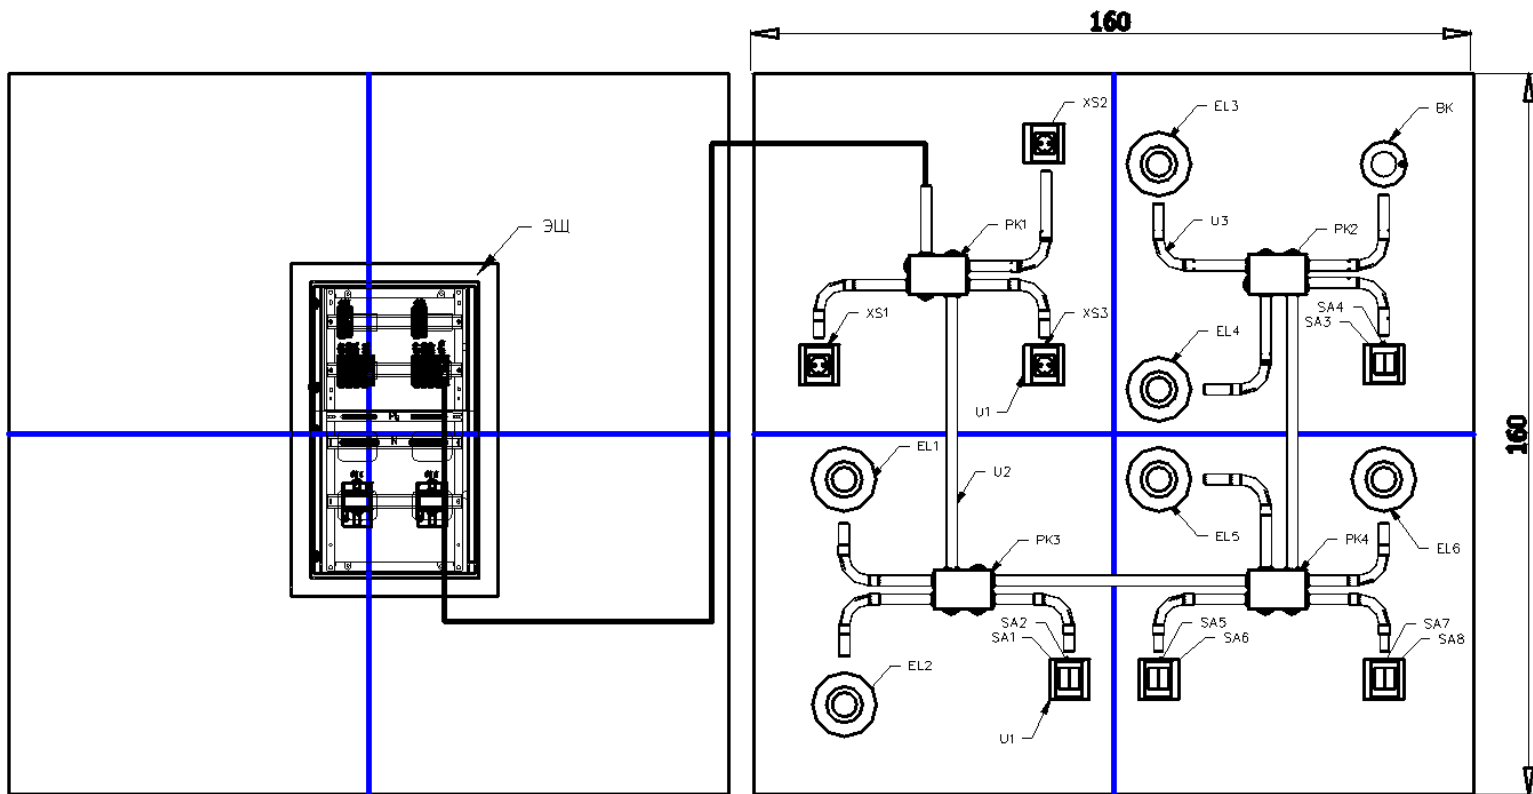 160
XS2
EL3
BK
PK1
U3
PK2
ЭЩ
XS1
XS3
SA4
SA3
EL4
U1
EL1
160
U2
EL5
EL6
PK3
PK4
SA2
SA1
SA5
SA6
SA7
SA8
EL2
U1
N